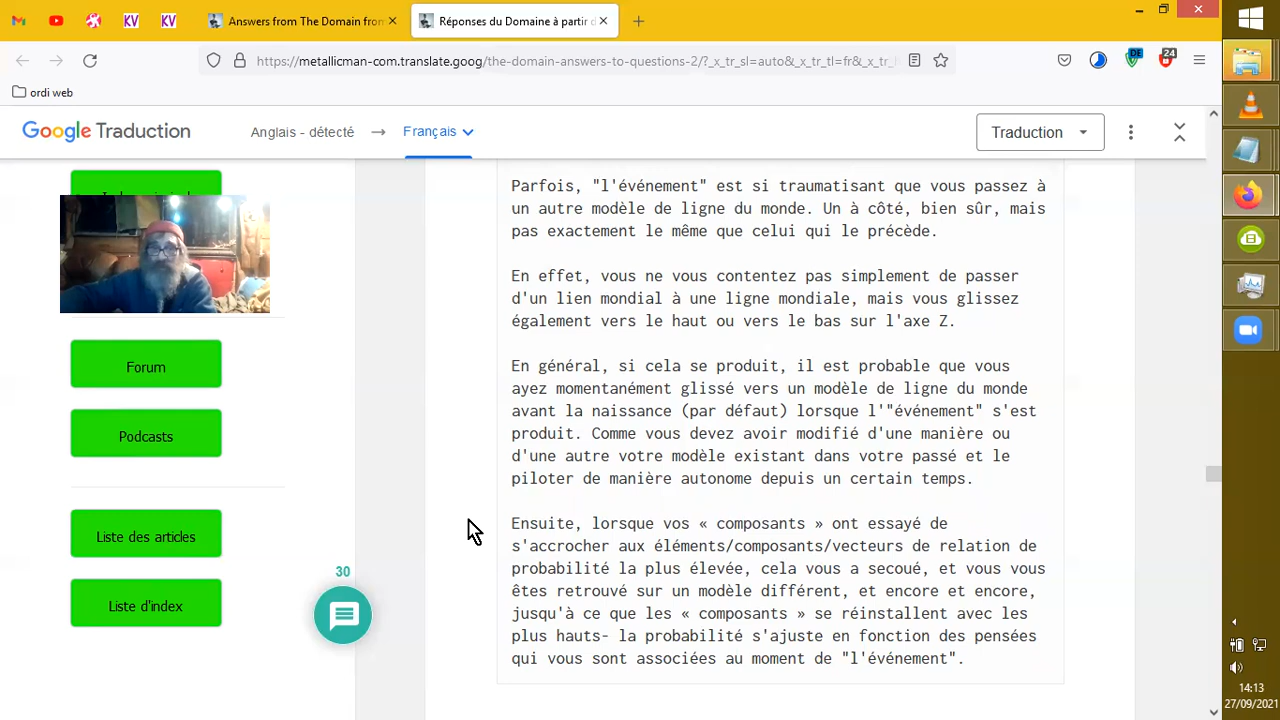 Answers from The Domain from
Réponses du Domaine à partir d
https://metallicman-com.translate.goog/the-domain-answers-to-questions-2/?_x_tr_sl=auto&_x_tr_tl=fr&_x_tr_
DE
24
ordi web
Google Traduction
Anglais - détecté
Français
Traduction
Parfois, "l'événement" est si traumatisant que vous passez à
un autre modèle de ligne du monde. Un à côté, bien sûr, mais
pas exactement le même que celui qui le précède.
En effet, vous ne vous contentez pas simplement de passer
d'un lien mondial à une ligne mondiale, mais vous glissez
également vers le haut ou vers le bas sur l'axe Z.
En général, si cela se produit, il est probable que vous
ayez momentanément glissé vers un modèle de ligne du monde
avant la naissance (par défaut) lorsque l'"événement" s'est
produit. Comme vous devez avoir modifié d'une manière ou
d'une autre votre modèle existant dans votre passé et le
piloter de manière autonome depuis un certain temps.
Ensuite, lorsque vos « composants » ont essayé de
s'accrocher aux éléments/composants/vecteurs de relation de
probabilité la plus élevée, cela vous a secoué, et vous vous
êtes retrouvé sur un modèle différent, et encore et encore,
jusqu'à ce que les « composants » se réinstallent avec les
plus hauts- la probabilité s'ajuste en fonction des pensées
qui vous sont associées au moment de "l'événement".
Forum
Podcasts
Liste des articles
Liste d'index
30
14:13
27/09/2021